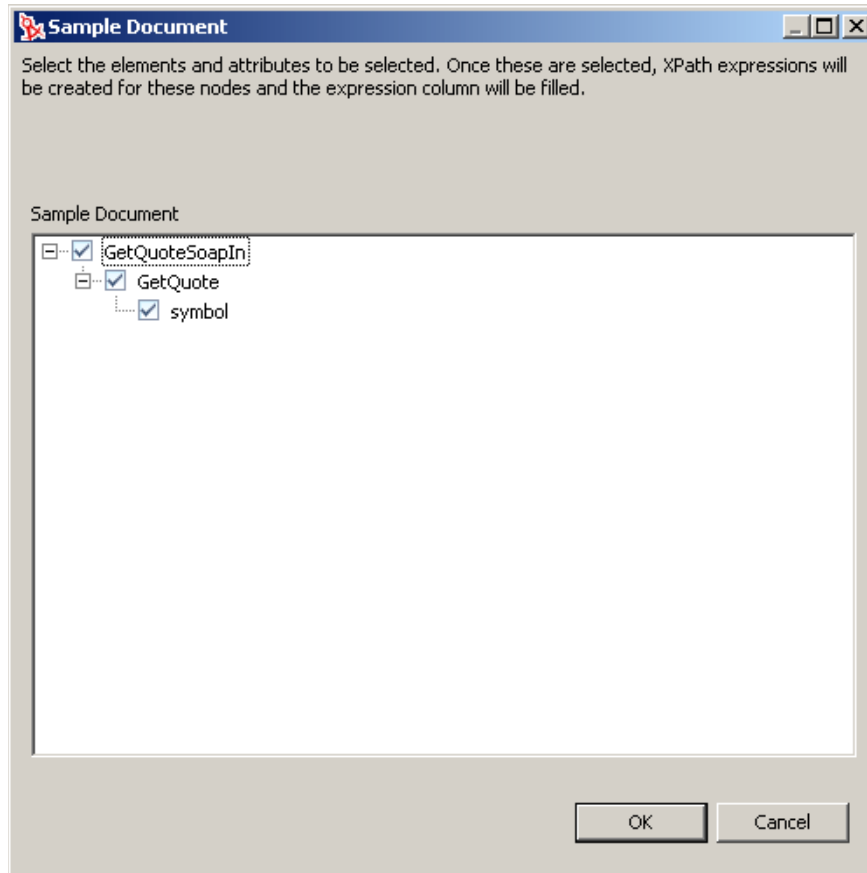 Sample Document
Select the elements and attributes to be selected. Once these are selected, XPath expressions will
be created for these nodes and the expression column will be filled.
Sample Document
GetQuoteSoapIn
GetQuote
symbol
OK
Cancel